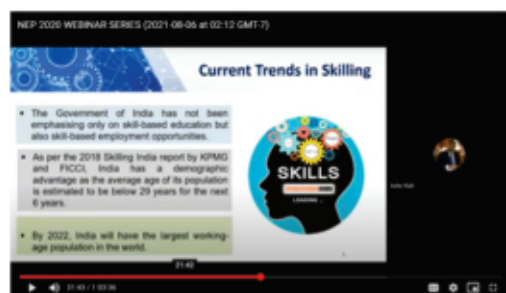 NEP 2020 WEBINAR SERIES (2021-08-06 at 02:12 GMT-7)
Current Trends in Skilling
• The Government of India has not been
emphasising only on skill-based education but
also skill-based employment opportunities.
• As per the 2018 Skilling India report by KPMG
and FICCI, India has a demographic
advantage as the average age of its population
is estimated to be below 29 years for the next
6 years.
• By 2022, India will have the largest working-
age population in the world.
SKILLS
LOADING ..
21:42
31:43 / 1:03:36